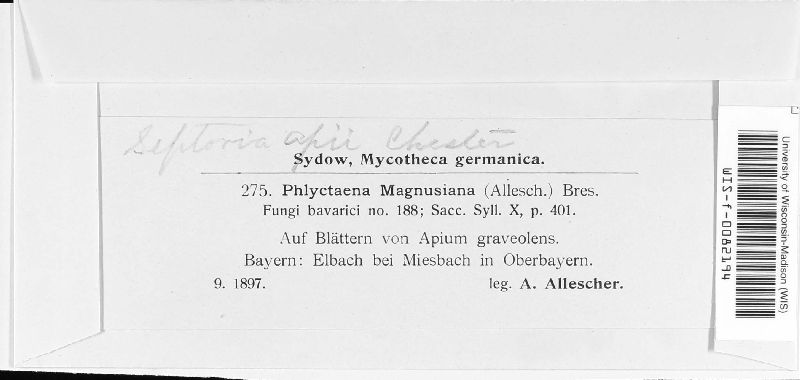 Septoria apii Chester
Sydow, Mycotheca germanica.
275. Phlyctaena Magnusiana (Allesch.) Bres.
Fungi bavarici no. 188; Sacc. Syll. X, p. 401.
Auf Blättern von Apium graveolens.
Bayern: Elbach bei Miesbach in Oberbayern.
9. 1897. leg. A. Allescher.
University of Wisconsin-Madison (WIS)
WIS-f-0082194